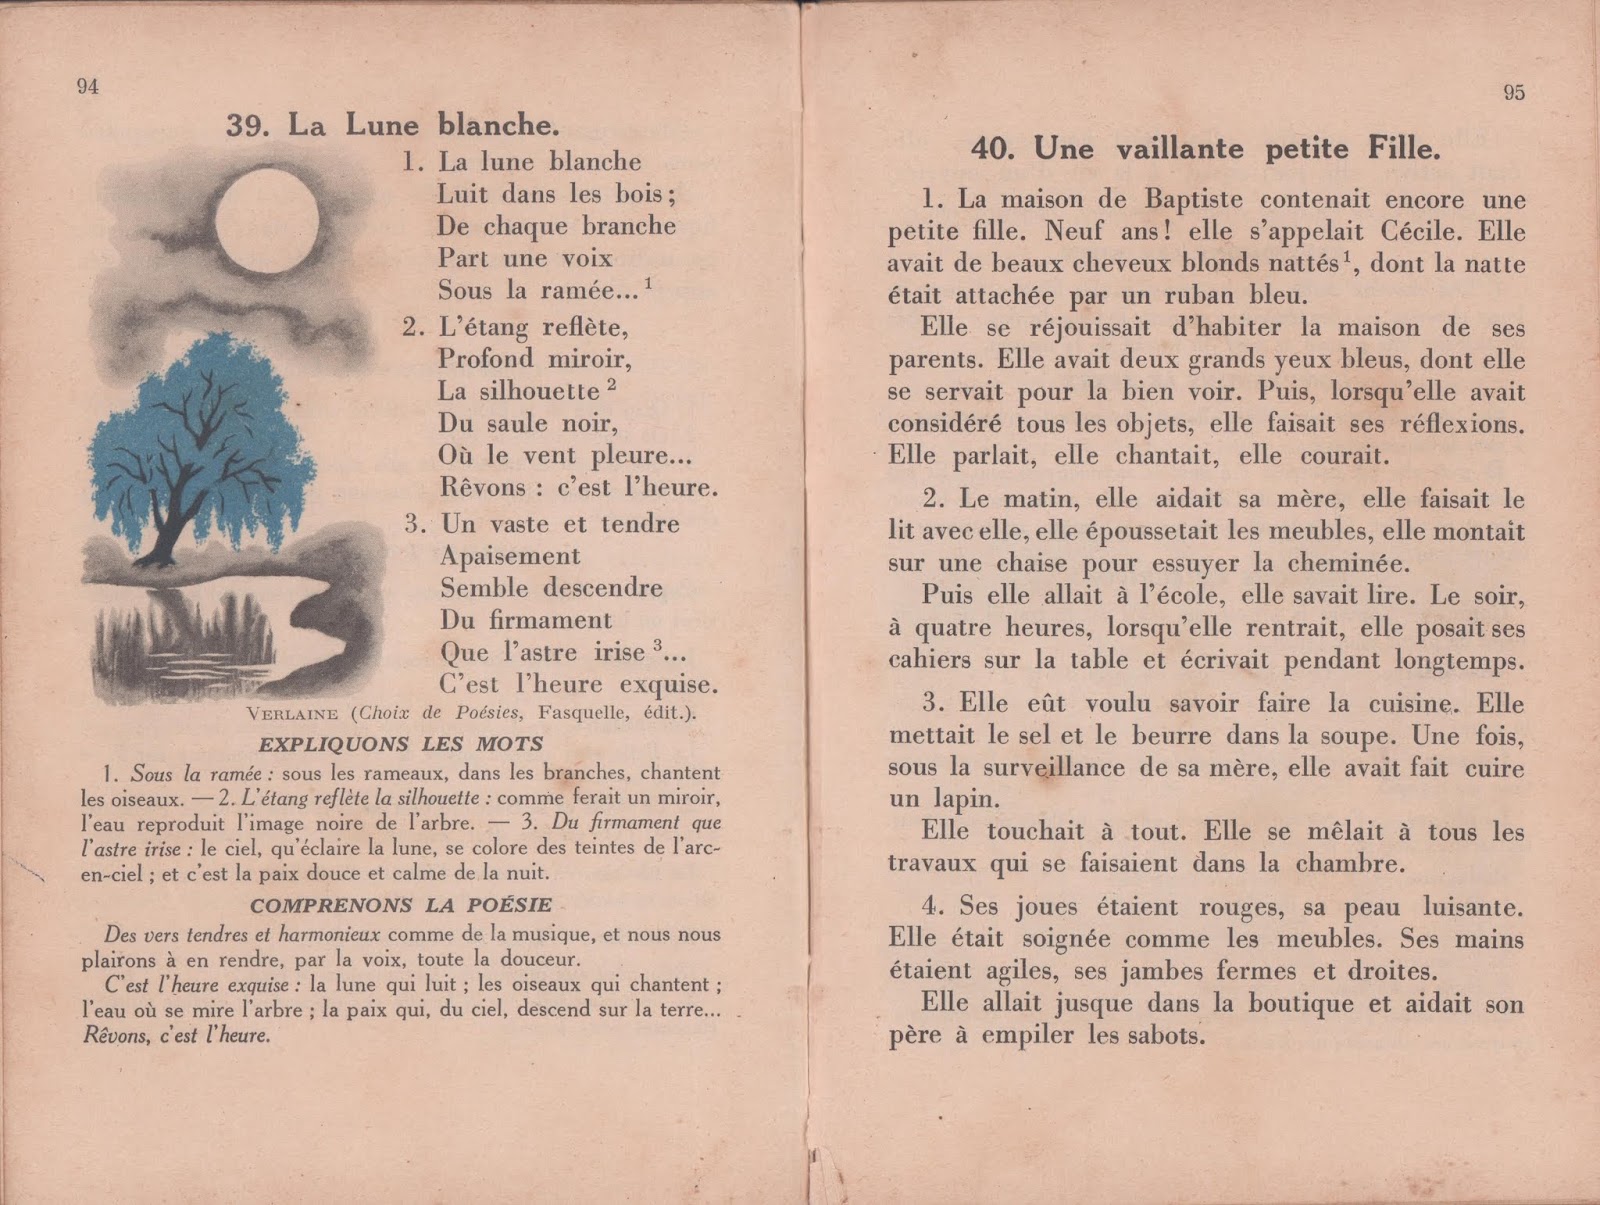 94
39. La Lune blanche.
1. La lune blanche
Luit dans les bois ;
De chaque branche
Part une voix
Sous la ramée... ¹
2. L'étang reflète,
Profond miroir,
La silhouette ²
Du saule noir,
Où le vent pleure...
Rêvons : c'est l'heure.
3. Un vaste et tendre
Apaisement
Semble descendre
Du firmament
Que l'astre irise ³...
C'est l'heure exquise.
VERLAINE (Choix de Poésies, Fasquelle, édit.).
EXPLIQUONS LES MOTS
1. Sous la ramée : sous les rameaux, dans les branches, chantent
les oiseaux. — 2. L'étang reflète la silhouette : comme ferait un miroir,
l'eau reproduit l'image noire de l'arbre. — 3. Du firmament que
l'astre irise : le ciel, qu'éclaire la lune, se colore des teintes de l'arc-
en-ciel ; et c'est la paix douce et calme de la nuit.
COMPRENONS LA POÉSIE
Des vers tendres et harmonieux comme de la musique, et nous nous
plairons à en rendre, par la voix, toute la douceur.
C'est l'heure exquise : la lune qui luit ; les oiseaux qui chantent ;
l'eau où se mire l'arbre ; la paix qui, du ciel, descend sur la terre...
Rêvons, c'est l'heure.
95
40. Une vaillante petite Fille.
1. La maison de Baptiste contenait encore une
petite fille. Neuf ans ! elle s'appelait Cécile. Elle
avait de beaux cheveux blonds nattés ¹, dont la natte
était attachée par un ruban bleu.
Elle se réjouissait d'habiter la maison de ses
parents. Elle avait deux grands yeux bleus, dont elle
se servait pour la bien voir. Puis, lorsqu'elle avait
considéré tous les objets, elle faisait ses réflexions.
Elle parlait, elle chantait, elle courait.
2. Le matin, elle aidait sa mère, elle faisait le
lit avec elle, elle époussetait les meubles, elle montait
sur une chaise pour essuyer la cheminée.
Puis elle allait à l'école, elle savait lire. Le soir,
à quatre heures, lorsqu'elle rentrait, elle posait ses
cahiers sur la table et écrivait pendant longtemps.
3. Elle eût voulu savoir faire la cuisine. Elle
mettait le sel et le beurre dans la soupe. Une fois,
sous la surveillance de sa mère, elle avait fait cuire
un lapin.
Elle touchait à tout. Elle se mêlait à tous les
travaux qui se faisaient dans la chambre.
4. Ses joues étaient rouges, sa peau luisante.
Elle était soignée comme les meubles. Ses mains
étaient agiles, ses jambes fermes et droites.
Elle allait jusque dans la boutique et aidait son
père à empiler les sabots.